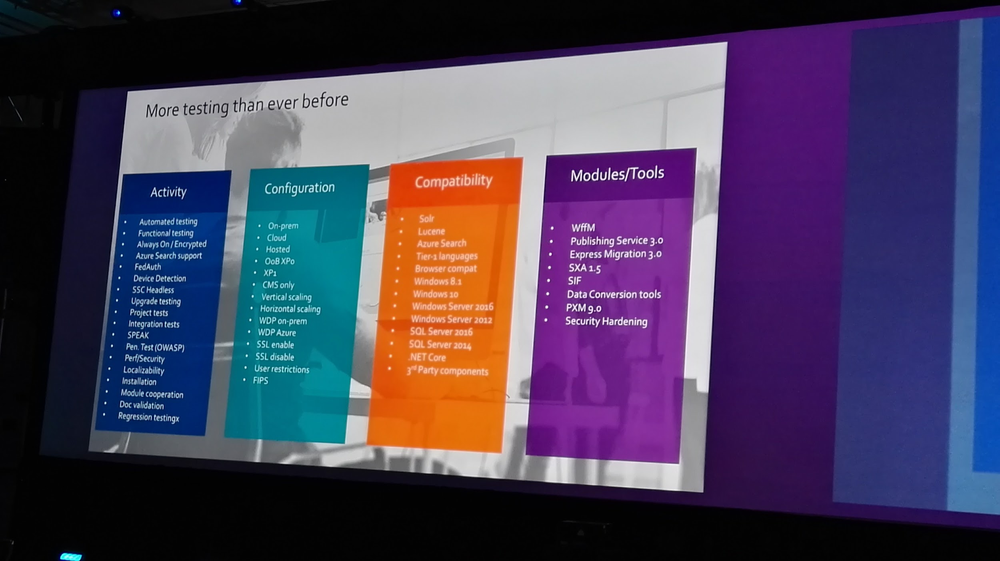 More testing than ever before
Activity
• Automated testing
• Functional testing
• Always On / Encrypted
• Azure Search support
• FedAuth
• Device Detection
• SSC Headless
• Upgrade testing
• Project tests
• Integration tests
• SPEAK
• Pen. Test (OWASP)
• Perf/Security
• Localizability
• Installation
• Module cooperation
• Doc validation
• Regression testingx
Configuration
• On-prem
• Cloud
• Hosted
• OoB XP0
• XP1
• CMS only
• Vertical scaling
• Horizontal scaling
• WDP on-prem
• WDP Azure
• SSL enable
• SSL disable
• User restrictions
• FIPS
Compatibility
• Solr
• Lucene
• Azure Search
• Tier-1 languages
• Browser compat
• Windows 8.1
• Windows 10
• Windows Server 2016
• Windows Server 2012
• SQL Server 2016
• SQL Server 2014
• .NET Core
• 3rd Party components
Modules/Tools
• WffM
• Publishing Service 3.0
• Express Migration 3.0
• SXA 1.5
• SIF
• Data Conversion tools
• PXM 9.0
• Security Hardening